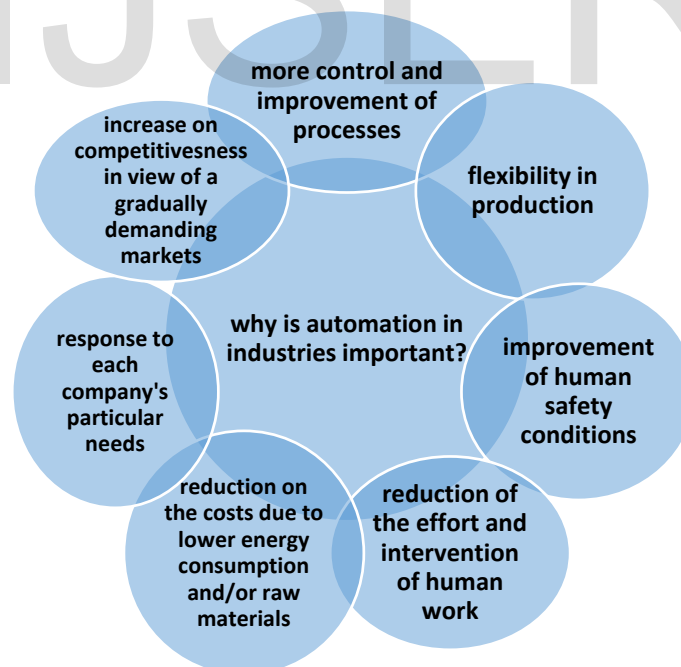 IJSER
more control and
improvement of
processes
flexibility in
production
improvement
of human
safety
conditions
reduction of
the effort and
intervention
of human
work
reduction on
the costs due to
lower energy
consumption
and/or raw
materials
response to
each
company's
particular
needs
increase on
competitivesness
in view of a
gradually
demanding
markets
why is automation in
industries important?